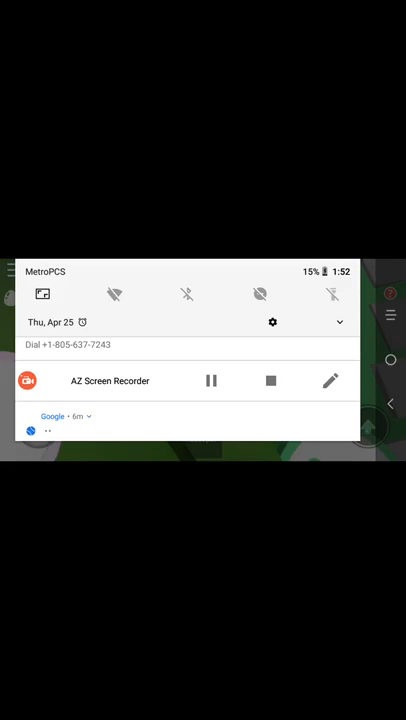 MetroPCS
15% 1:52
Thu, Apr 25
Dial +1-805-637-7243
AZ Screen Recorder
Google • 6m